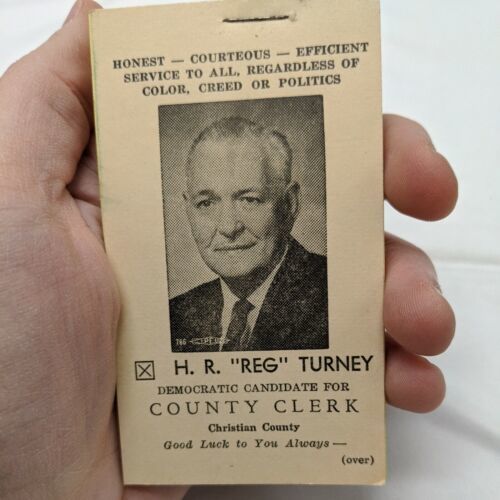 HONEST — COURTEOUS — EFFICIENT
SERVICE TO ALL, REGARDLESS OF
COLOR, CREED OR POLITICS
H. R. "REG" TURNEY
DEMOCRATIC CANDIDATE FOR
COUNTY CLERK
Christian County
Good Luck to You Always —
(over)